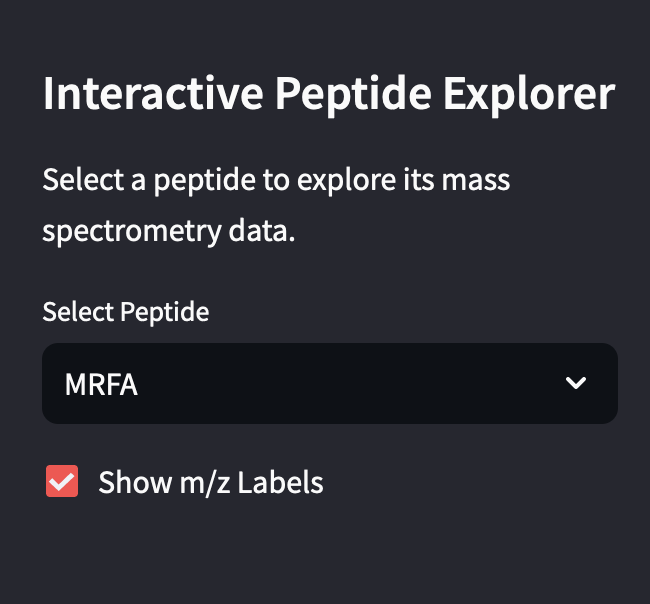 Interactive Peptide Explorer
Select a peptide to explore its mass
spectrometry data.
Select Peptide
MRFA
Show m/z Labels